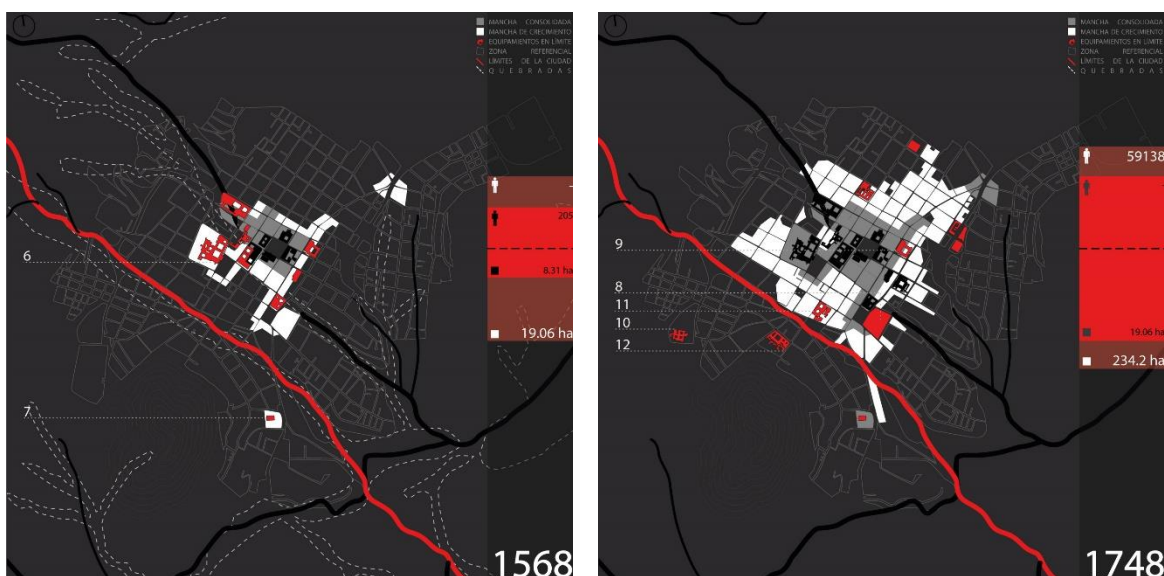 MANCHA CONSOLIDADA
MANCHA DE CRECIMIENTO
EQUIPAMIENTOS EN LÍMITE
ZONA REFERENCIAL
LÍMITES DE LA CIUDAD
QUEBRADAS
-
205
8.31 ha
19.06 ha
6
7
1568
MANCHA CONSOLIDADA
MANCHA DE CRECIMIENTO
EQUIPAMIENTOS EN LÍMITE
ZONA REFERENCIAL
LÍMITES DE LA CIUDAD
QUEBRADAS
59138
-
19.06 ha
234.2 ha
9
8
11
10
12
1748